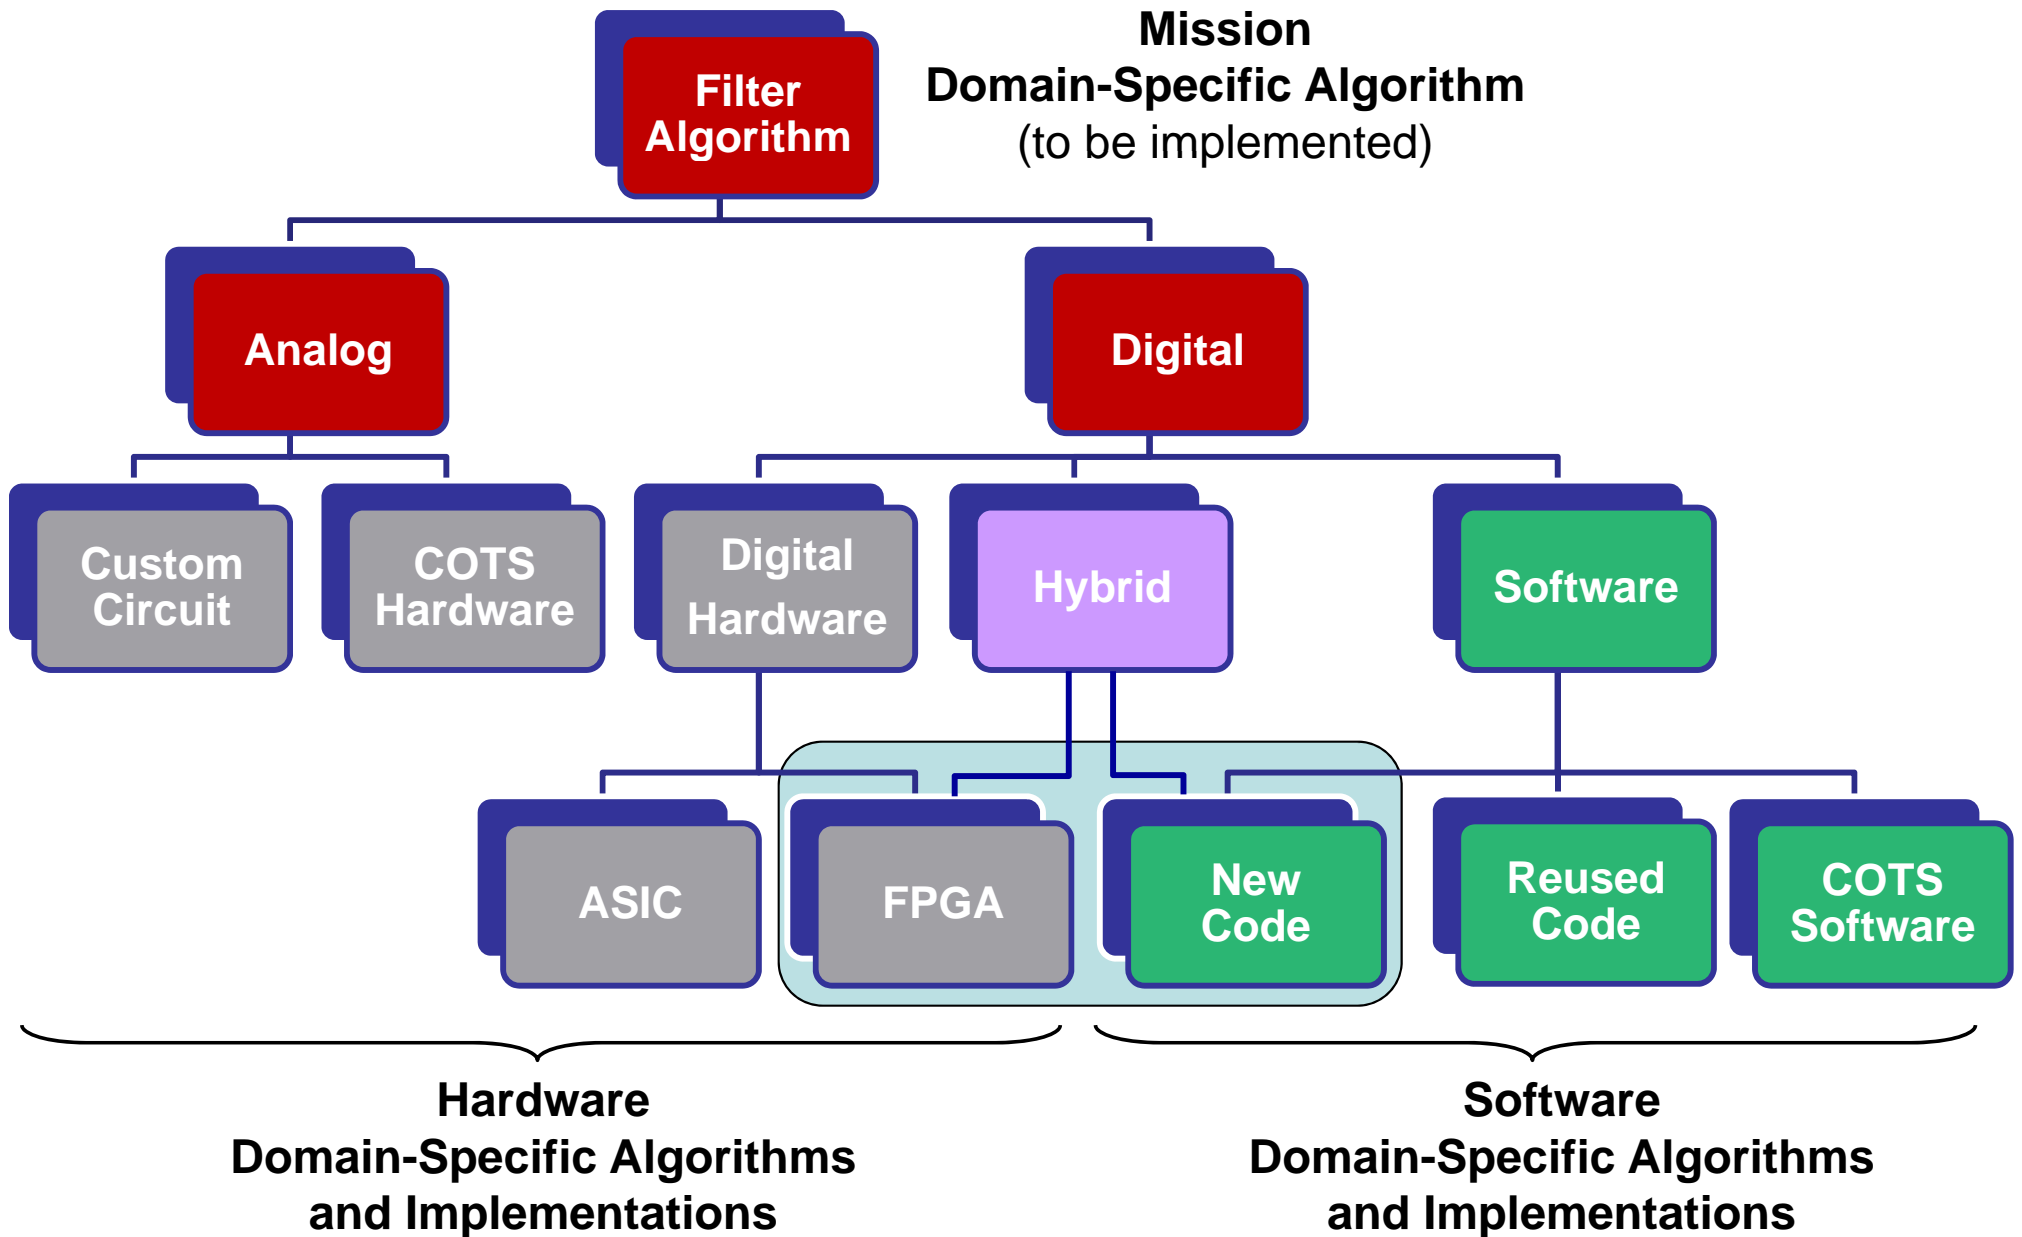 Filter
Algorithm
Mission
Domain-Specific Algorithm
(to be implemented)
Analog
Digital
Custom
Circuit
COTS
Hardware
Digital
Hardware
Hybrid
Software
ASIC
FPGA
New
Code
Reused
Code
COTS
Software
Hardware
Domain-Specific Algorithms
and Implementations
Software
Domain-Specific Algorithms
and Implementations